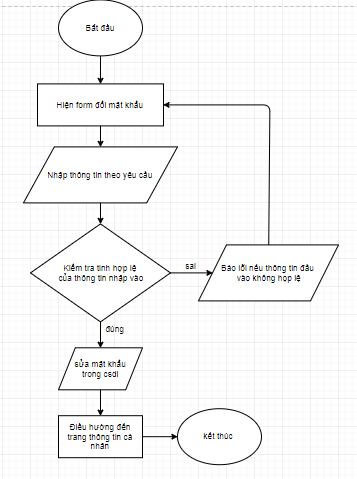 Bắt đầu
Hiện form đổi mật khẩu
Nhập thông tin theo yêu cầu
Kiểm tra tính hợp lệ
của thông tin nhập vào
sai
Báo lỗi nếu thông tin đầu
vào không hợp lệ
đúng
sửa mật khẩu
trong csdl
Điều hướng đến
trang thông tin cá
nhân
kết thúc